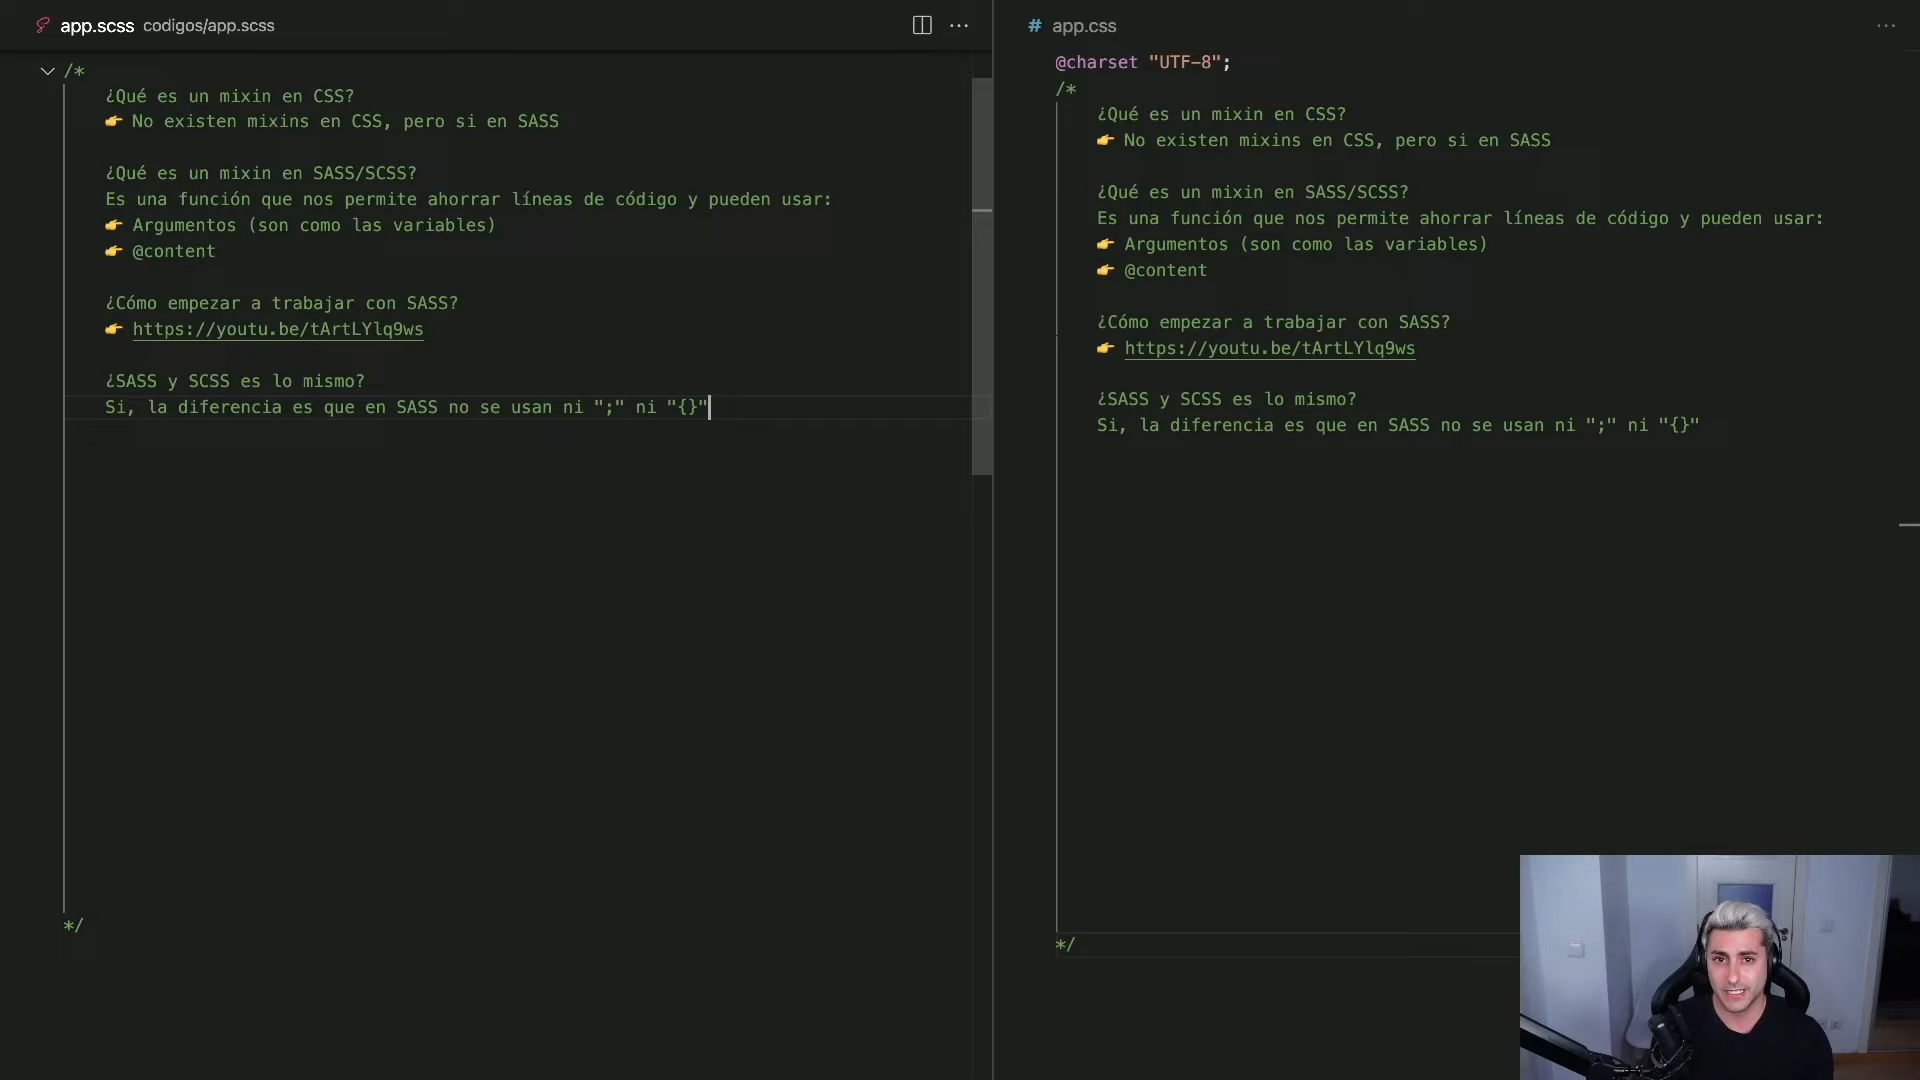 app.scss codigos/app.scss
/*
¿Qué es un mixin en CSS?
👉 No existen mixins en CSS, pero si en SASS
¿Qué es un mixin en SASS/SCSS?
Es una función que nos permite ahorrar líneas de código y pueden usar:
👉 Argumentos (son como las variables)
👉 @content
¿Cómo empezar a trabajar con SASS?
👉 https://youtu.be/tArtLYlq9ws
¿SASS y SCSS es lo mismo?
Si, la diferencia es que en SASS no se usan ni ";" ni "{}"
*/
# app.css
@charset "UTF-8";
/*
¿Qué es un mixin en CSS?
👉 No existen mixins en CSS, pero si en SASS
¿Qué es un mixin en SASS/SCSS?
Es una función que nos permite ahorrar líneas de código y pueden usar:
👉 Argumentos (son como las variables)
👉 @content
¿Cómo empezar a trabajar con SASS?
👉 https://youtu.be/tArtLYlq9ws
¿SASS y SCSS es lo mismo?
Si, la diferencia es que en SASS no se usan ni ";" ni "{}"
*/